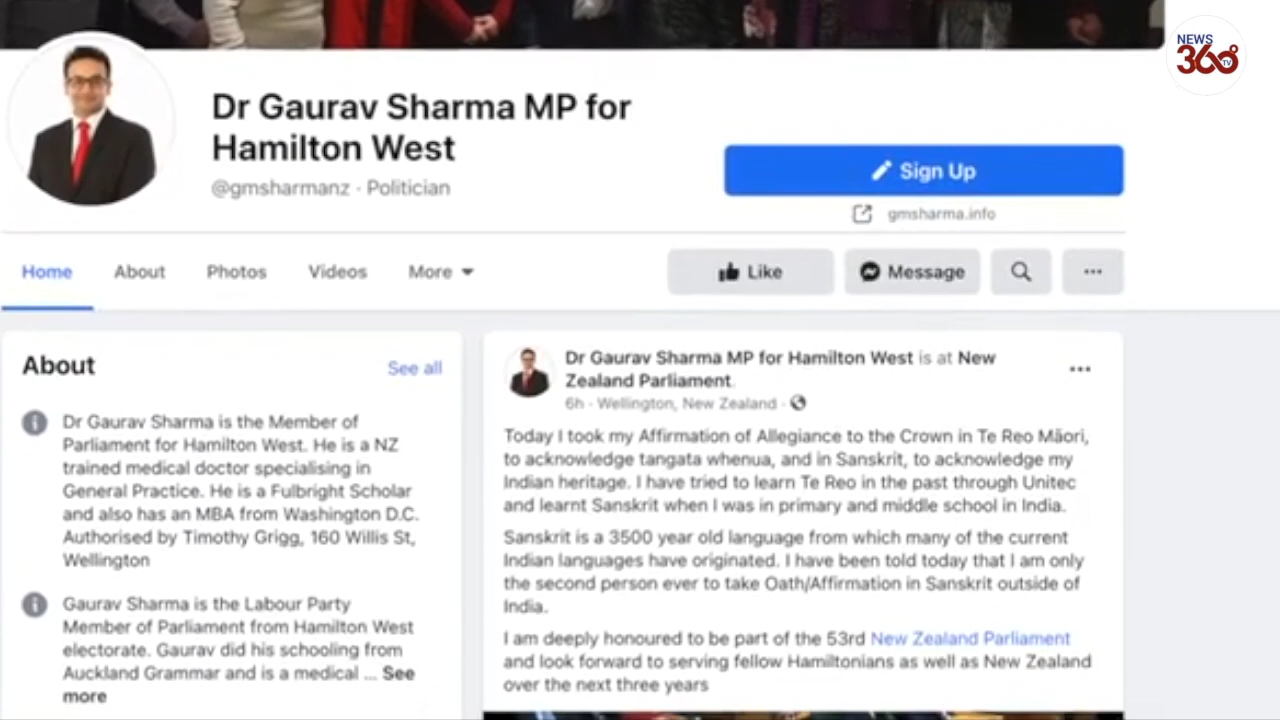 NEWS
360°
TV
Dr Gaurav Sharma MP for
Hamilton West
@gmsharmanz · Politician
Sign Up
gmsharma.info
Home
About
Photos
Videos
More
Like
Message
...
About
See all
Dr Gaurav Sharma is the Member of
Parliament for Hamilton West. He is a NZ
trained medical doctor specialising in
General Practice. He is a Fulbright Scholar
and also has an MBA from Washington D.C.
Authorised by Timothy Grigg, 160 Willis St,
Wellington
Gaurav Sharma is the Labour Party
Member of Parliament from Hamilton West
electorate. Gaurav did his schooling from
Auckland Grammar and is a medical ... See
more
Dr Gaurav Sharma MP for Hamilton West is at New
Zealand Parliament.
6h · Wellington, New Zealand ·
...
Today I took my Affirmation of Allegiance to the Crown in Te Reo Māori,
to acknowledge tangata whenua, and in Sanskrit, to acknowledge my
Indian heritage. I have tried to learn Te Reo in the past through Unitec
and learnt Sanskrit when I was in primary and middle school in India.
Sanskrit is a 3500 year old language from which many of the current
Indian languages have originated. I have been told today that I am only
the second person ever to take Oath/Affirmation in Sanskrit outside of
India.
I am deeply honoured to be part of the 53rd New Zealand Parliament
and look forward to serving fellow Hamiltonians as well as New Zealand
over the next three years